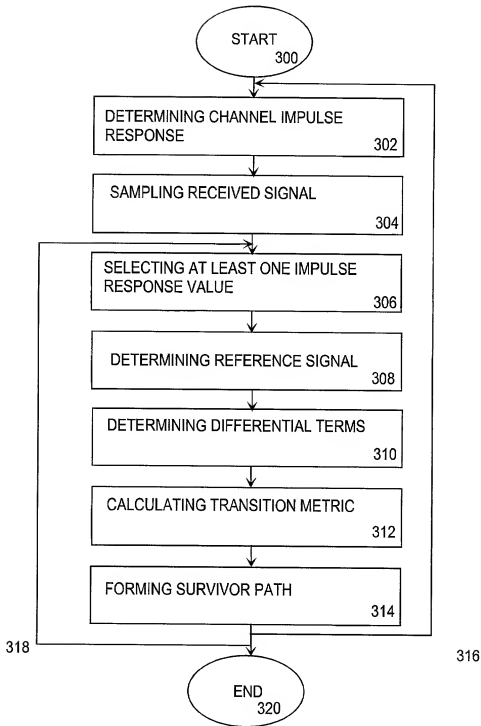 START
300
DETERMINING CHANNEL IMPULSE
RESPONSE
302
SAMPLING RECEIVED SIGNAL
304
SELECTING AT LEAST ONE IMPULSE
RESPONSE VALUE
306
DETERMINING REFERENCE SIGNAL
308
DETERMINING DIFFERENTIAL TERMS
310
CALCULATING TRANSITION METRIC
312
FORMING SURVIVOR PATH
314
318
316
END
320